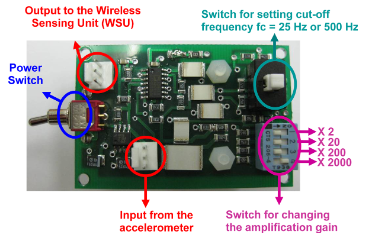 Output to the Wireless
Sensing Unit (WSU)
Switch for setting cut-off
frequency fc = 25 Hz or 500 Hz
Power
Switch
X 2
X 20
X 200
X 2000
Input from the
accelerometer
Switch for changing
the amplification gain